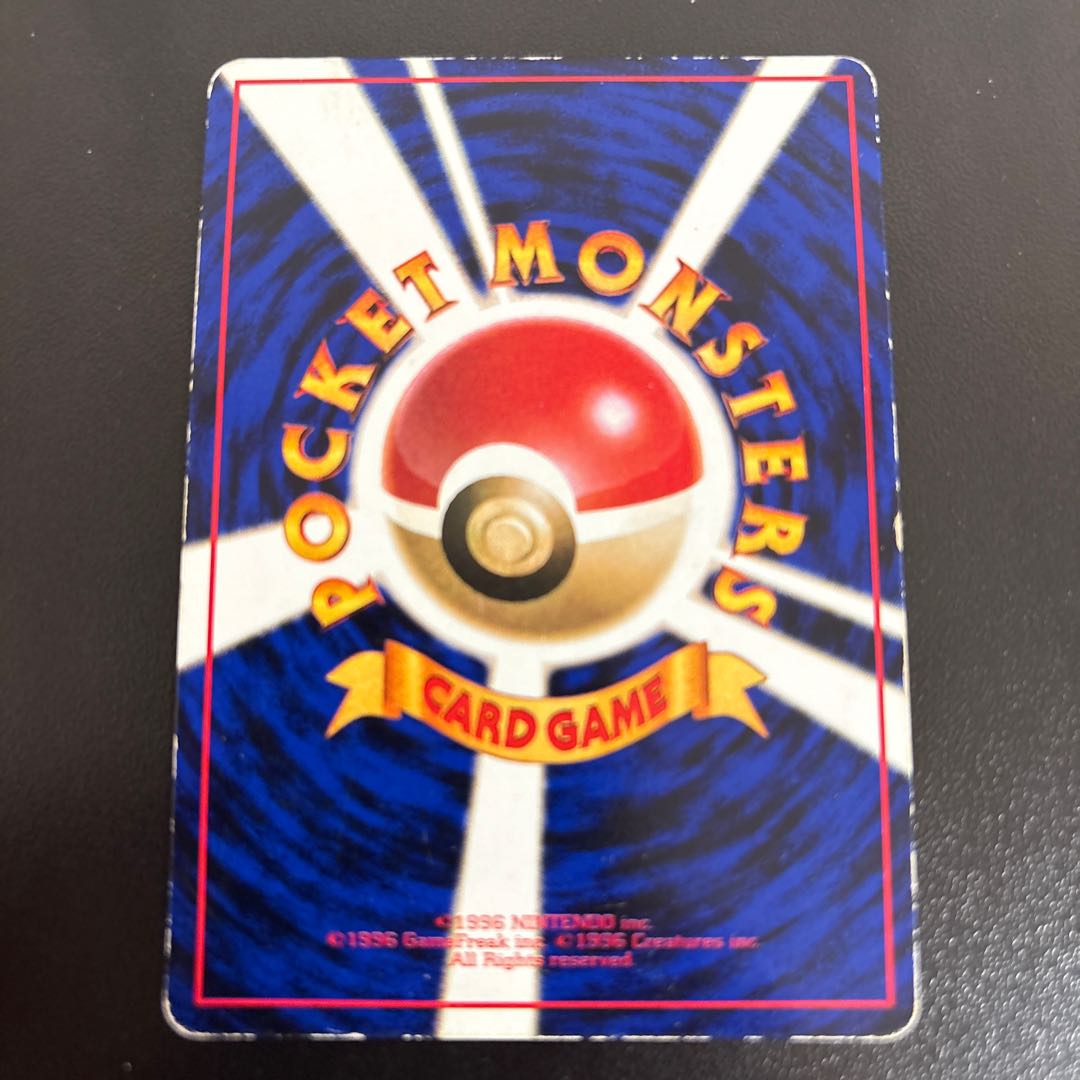 POCKET MONSTERS
CARD GAME
©1996 NINTENDO inc.
©1996 GameFreak inc. ©1996 Creatures inc.
All Rights reserved.